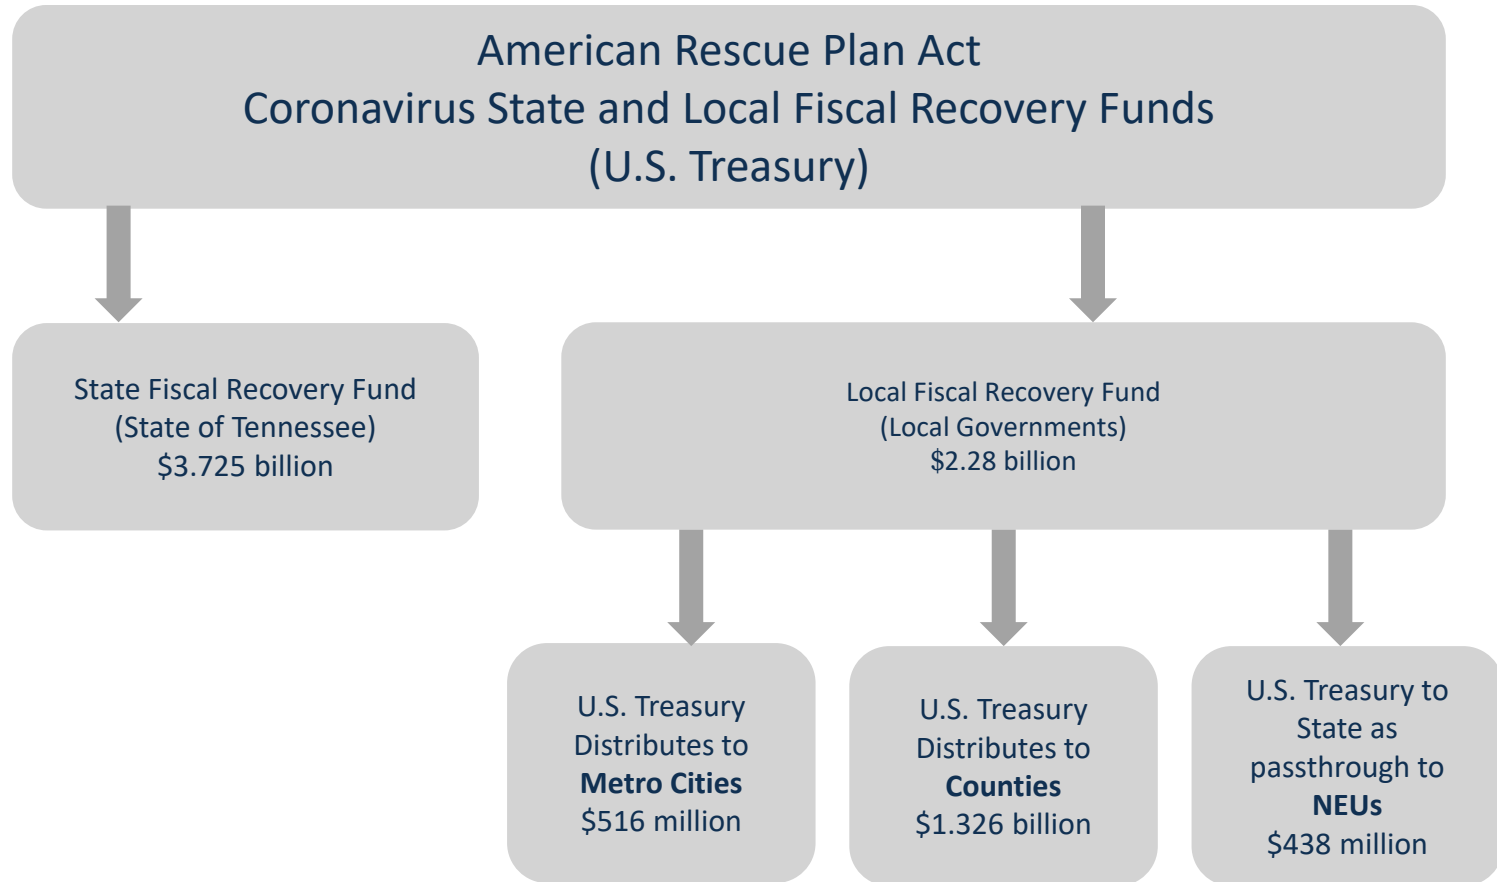 American Rescue Plan Act
Coronavirus State and Local Fiscal Recovery Funds
(U.S. Treasury)
State Fiscal Recovery Fund
(State of Tennessee)
$3.725 billion
Local Fiscal Recovery Fund
(Local Governments)
$2.28 billion
U.S. Treasury
Distributes to
Metro Cities
$516 million
U.S. Treasury
Distributes to
Counties
$1.326 billion
U.S. Treasury to
State as
passthrough to
NEUs
$438 million